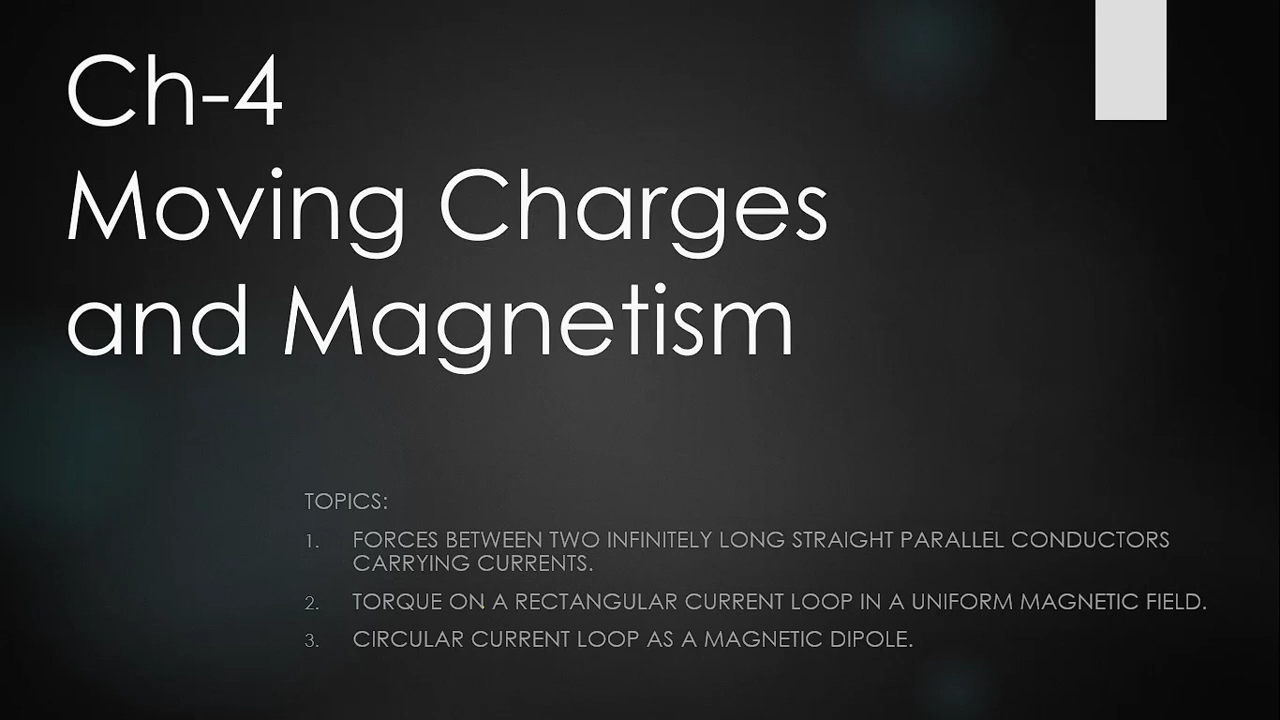 Ch-4
Moving Charges
and Magnetism
TOPICS:
1. FORCES BETWEEN TWO INFINITELY LONG STRAIGHT PARALLEL CONDUCTORS
CARRYING CURRENTS.
2. TORQUE ON A RECTANGULAR CURRENT LOOP IN A UNIFORM MAGNETIC FIELD.
3. CIRCULAR CURRENT LOOP AS A MAGNETIC DIPOLE.